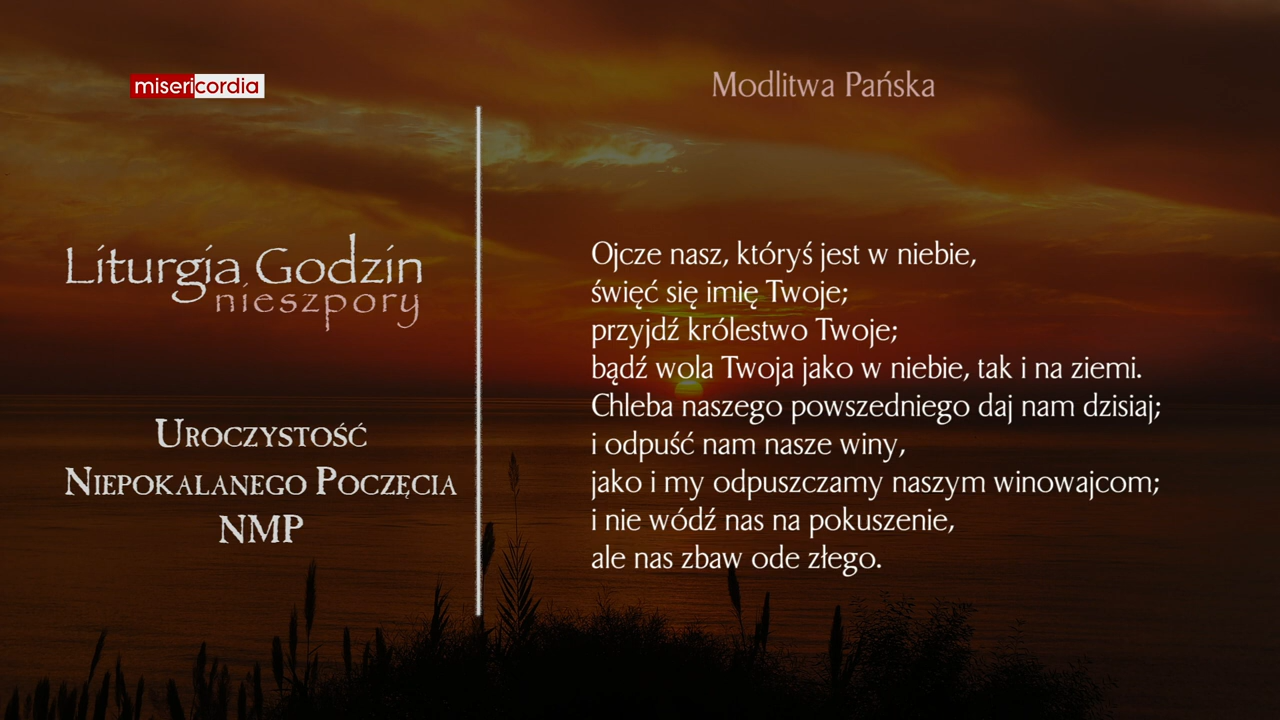 misericordia
Liturgia Godzin
nieszpory
Uroczystość
Niepokalanego Poczęcia
NMP
Modlitwa Pańska
Ojcze nasz, któryś jest w niebie,
święć się imię Twoje;
przyjdź królestwo Twoje;
bądź wola Twoja jako w niebie, tak i na ziemi.
Chleba naszego powszedniego daj nam dzisiaj;
i odpuść nam nasze winy,
jako i my odpuszczamy naszym winowajcom;
i nie wódź nas na pokuszenie,
ale nas zbaw ode złego.